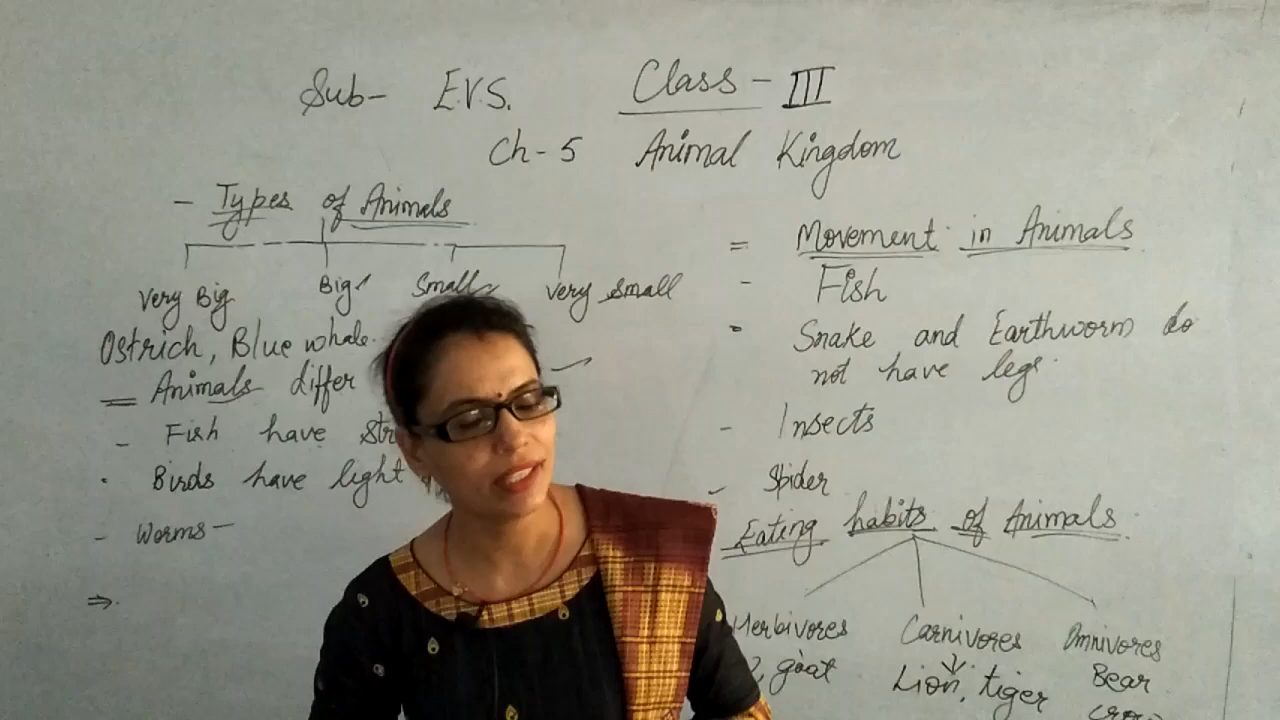 Sub- E.V.S. Class - III
Ch - 5 Animal Kingdom
- Types of Animals
Very Big Big Small very small
Ostrich, Blue whale.
= Animals differ
- Fish have
· Birds have light
- Worms -
⇒.
= Movement in Animals
- Fish
· Snake and Earthworm do
not have legs.
- Insects
- Spider
Eating habits of Animals
Herbivores Carnivores Omnivores
goat Lion, tiger Bear